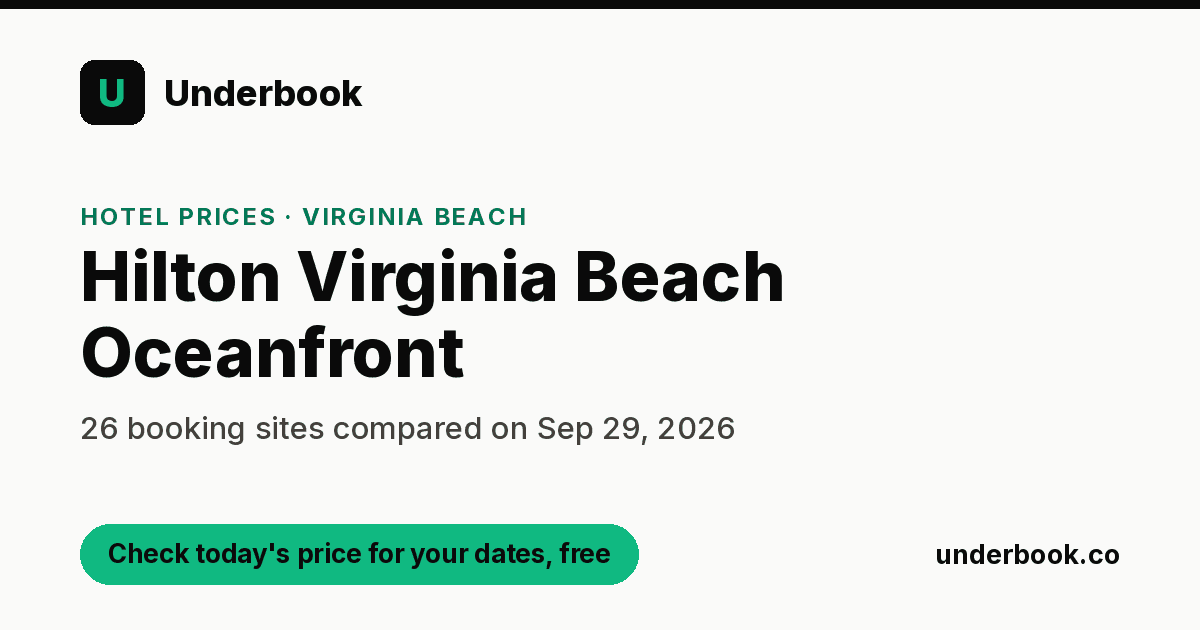 U
Underbook
HOTEL PRICES · VIRGINIA BEACH
Hilton Virginia Beach
Oceanfront
26 booking sites compared on Sep 29, 2026
Check today's price for your dates, free
underbook.co